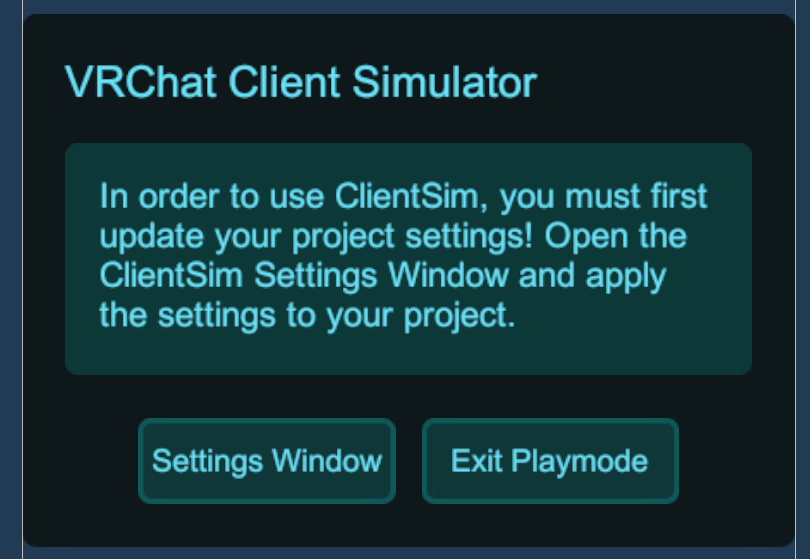 VRChat Client Simulator
In order to use ClientSim, you must first
update your project settings! Open the
ClientSim Settings Window and apply
the settings to your project.
Settings Window
Exit Playmode